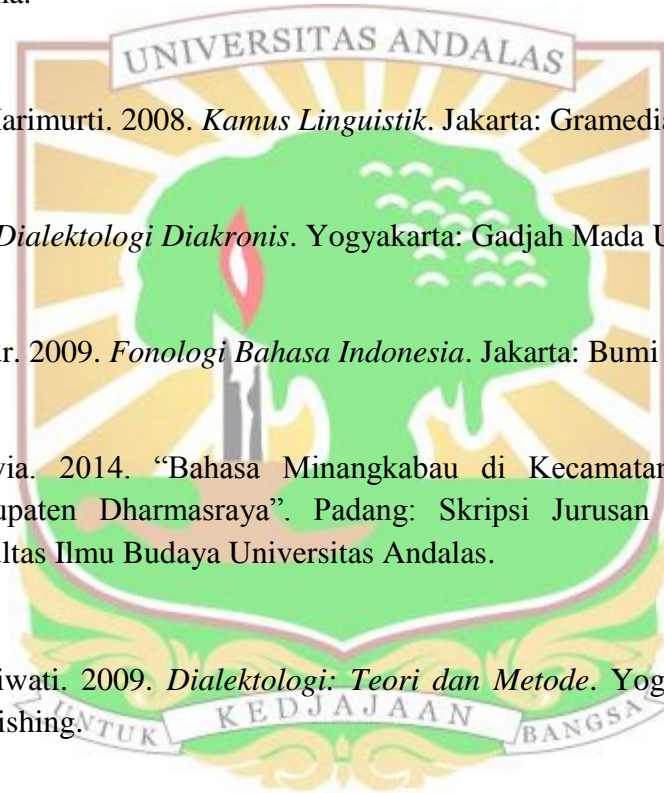 UNIVERSITAS ANDALAS
arimurti. 2008. Kamus Linguistik. Jakarta: Gramedia
Dialektologi Diakronis. Yogyakarta: Gadjah Mada U
r. 2009. Fonologi Bahasa Indonesia. Jakarta: Bumi
via. 2014. “Bahasa Minangkabau di Kecamatan
upaten Dharmasraya”. Padang: Skripsi Jurusan
ultas Ilmu Budaya Universitas Andalas.
iwati. 2009. Dialektologi: Teori dan Metode. Yog
ishing.
UNTUK KEDJAJAAN BANGSA